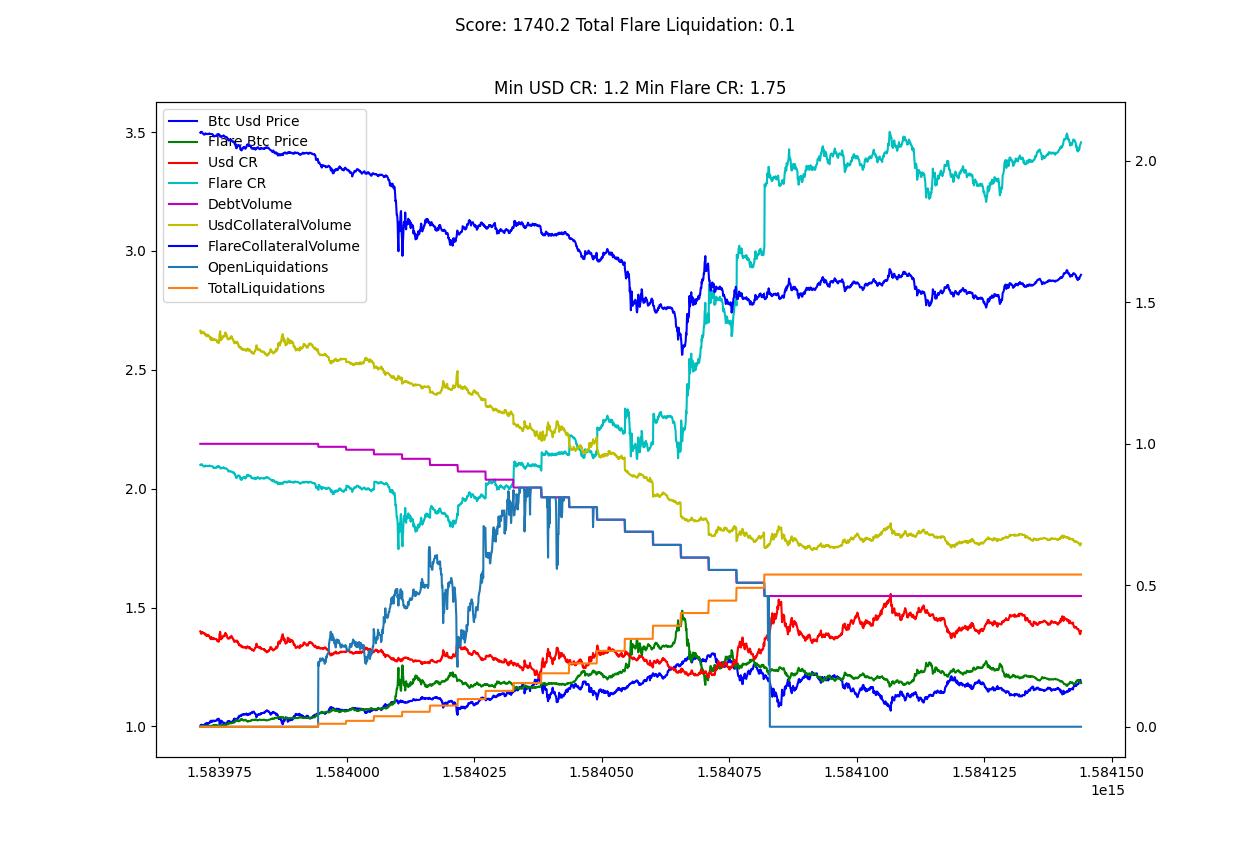 Score: 1740.2 Total Flare Liquidation: 0.1
Min USD CR: 1.2 Min Flare CR: 1.75
Btc Usd Price
Flare Btc Price
Usd CR
Flare CR
DebtVolume
UsdCollateralVolume
FlareCollateralVolume
OpenLiquidations
TotalLiquidations
3.5
3.0
2.5
2.0
1.5
1.0
2.0
1.5
1.0
0.5
0.0
1.583975 1.584000 1.584025 1.584050 1.584075 1.584100 1.584125 1.584150
1e15